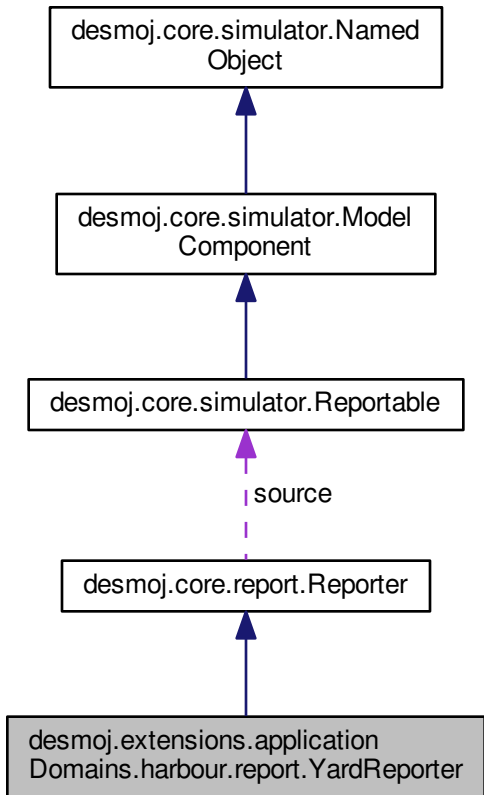 desmoj.core.simulator.Named
Object
desmoj.core.simulator.Model
Component
desmoj.core.simulator.Reportable
source
desmoj.core.report.Reporter
desmoj.extensions.application
Domains.harbour.report.YardReporter